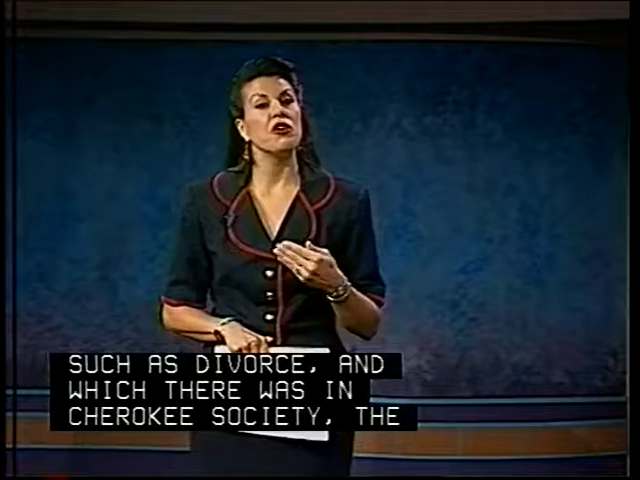 SUCH AS DIVORCE, AND
WHICH THERE WAS IN
CHEROKEE SOCIETY, THE